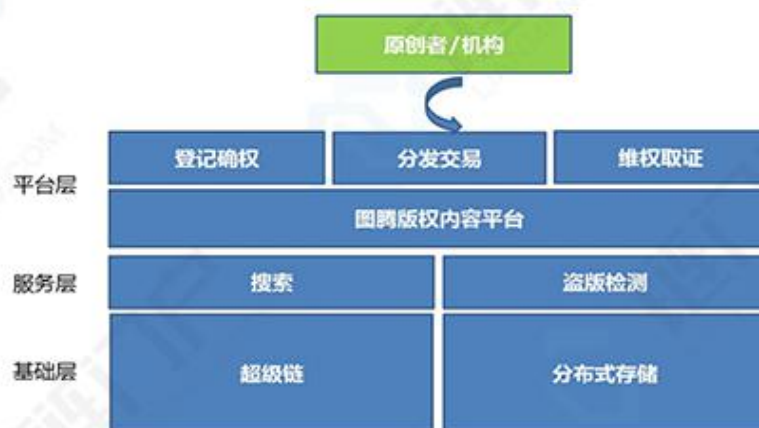 原创者/机构
登记确权
分发交易
维权取证
平台层
图腾版权内容平台
服务层
搜索
盗版检测
基础层
超级链
分布式存储